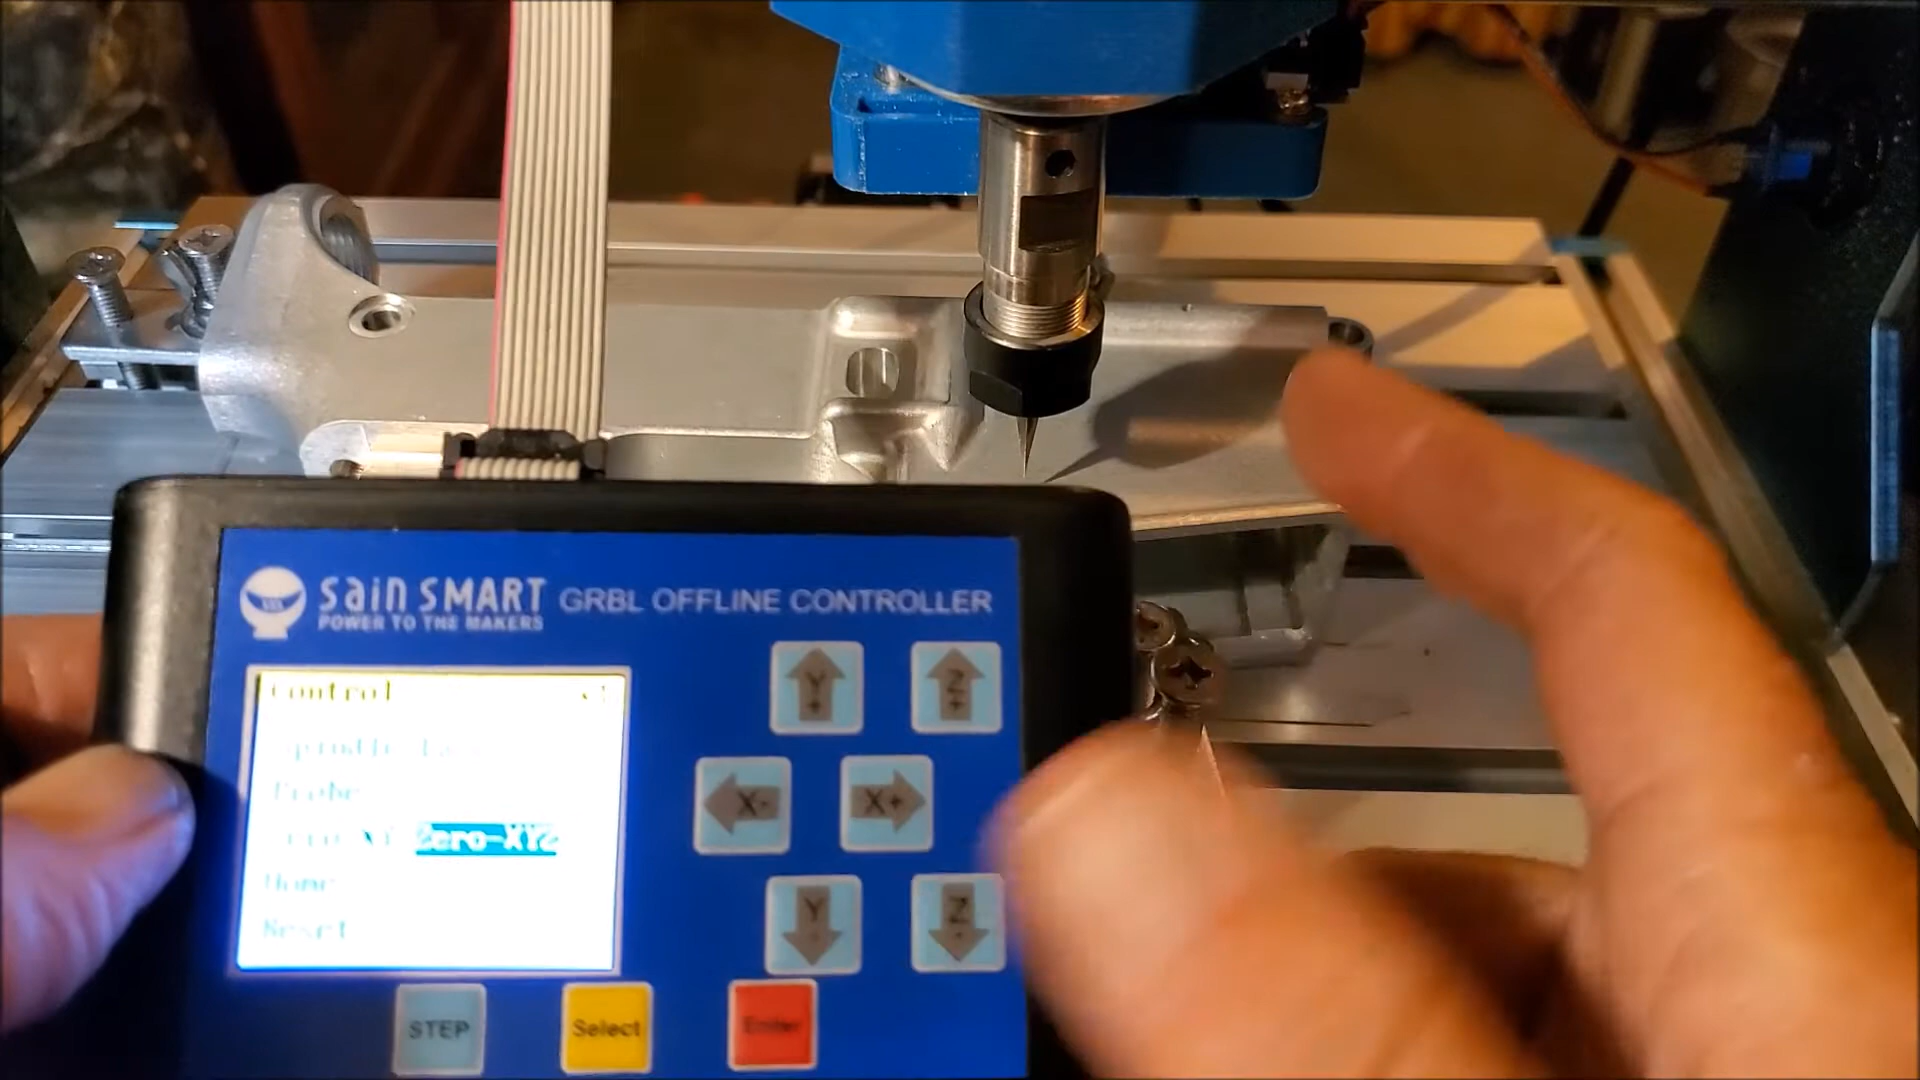 SainSMART GRBL OFFLINE CONTROLLER
POWER TO THE MAKERS
Control
Probe
Zero-XYZ
Home
Reset
Y+
Z+
X-
X+
Y-
Z-
STEP
Select
Enter